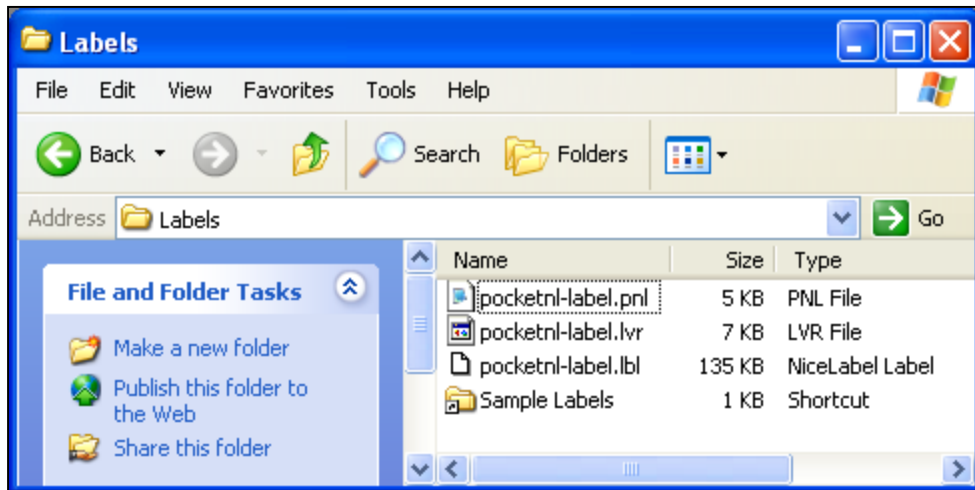 Labels
File Edit View Favorites Tools Help
Back Search Folders
Address Labels Go
File and Folder Tasks
Make a new folder
Publish this folder to
the Web
Share this folder
Name Size Type
pocketnl-label.pnl 5 KB PNL File
pocketnl-label.lvr 7 KB LVR File
pocketnl-label.lbl 135 KB NiceLabel Label
Sample Labels 1 KB Shortcut